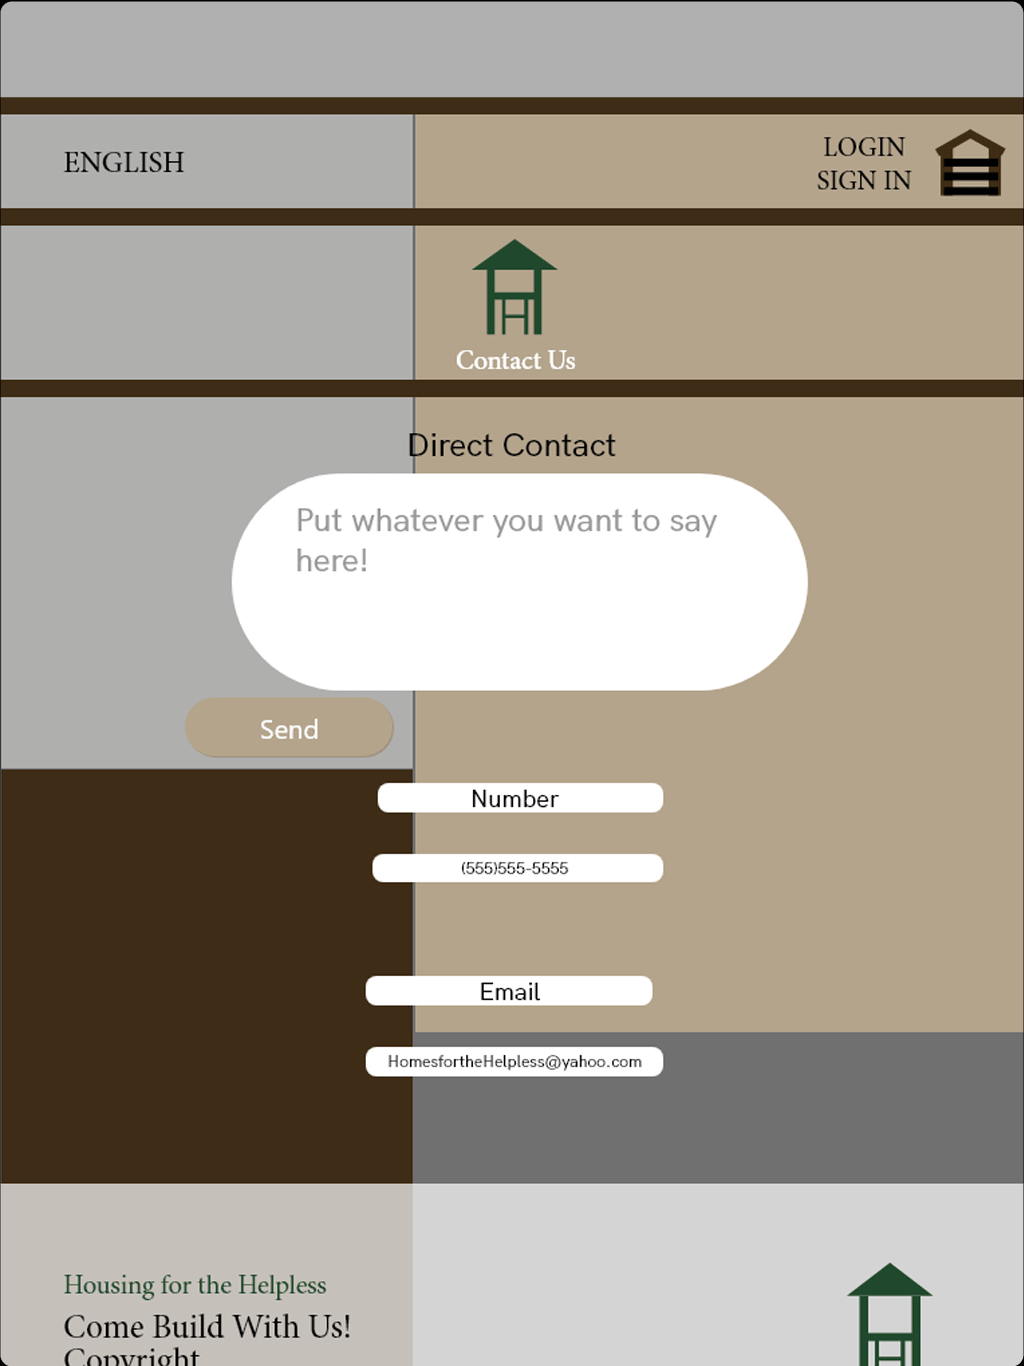 ENGLISH
LOGIN
SIGN IN
Contact Us
Direct Contact
Put whatever you want to say
here!
Send
Number
(555)555-5555
Email
HomesfortheHelpless@yahoo.com
Housing for the Helpless
Come Build With Us!
Copyright